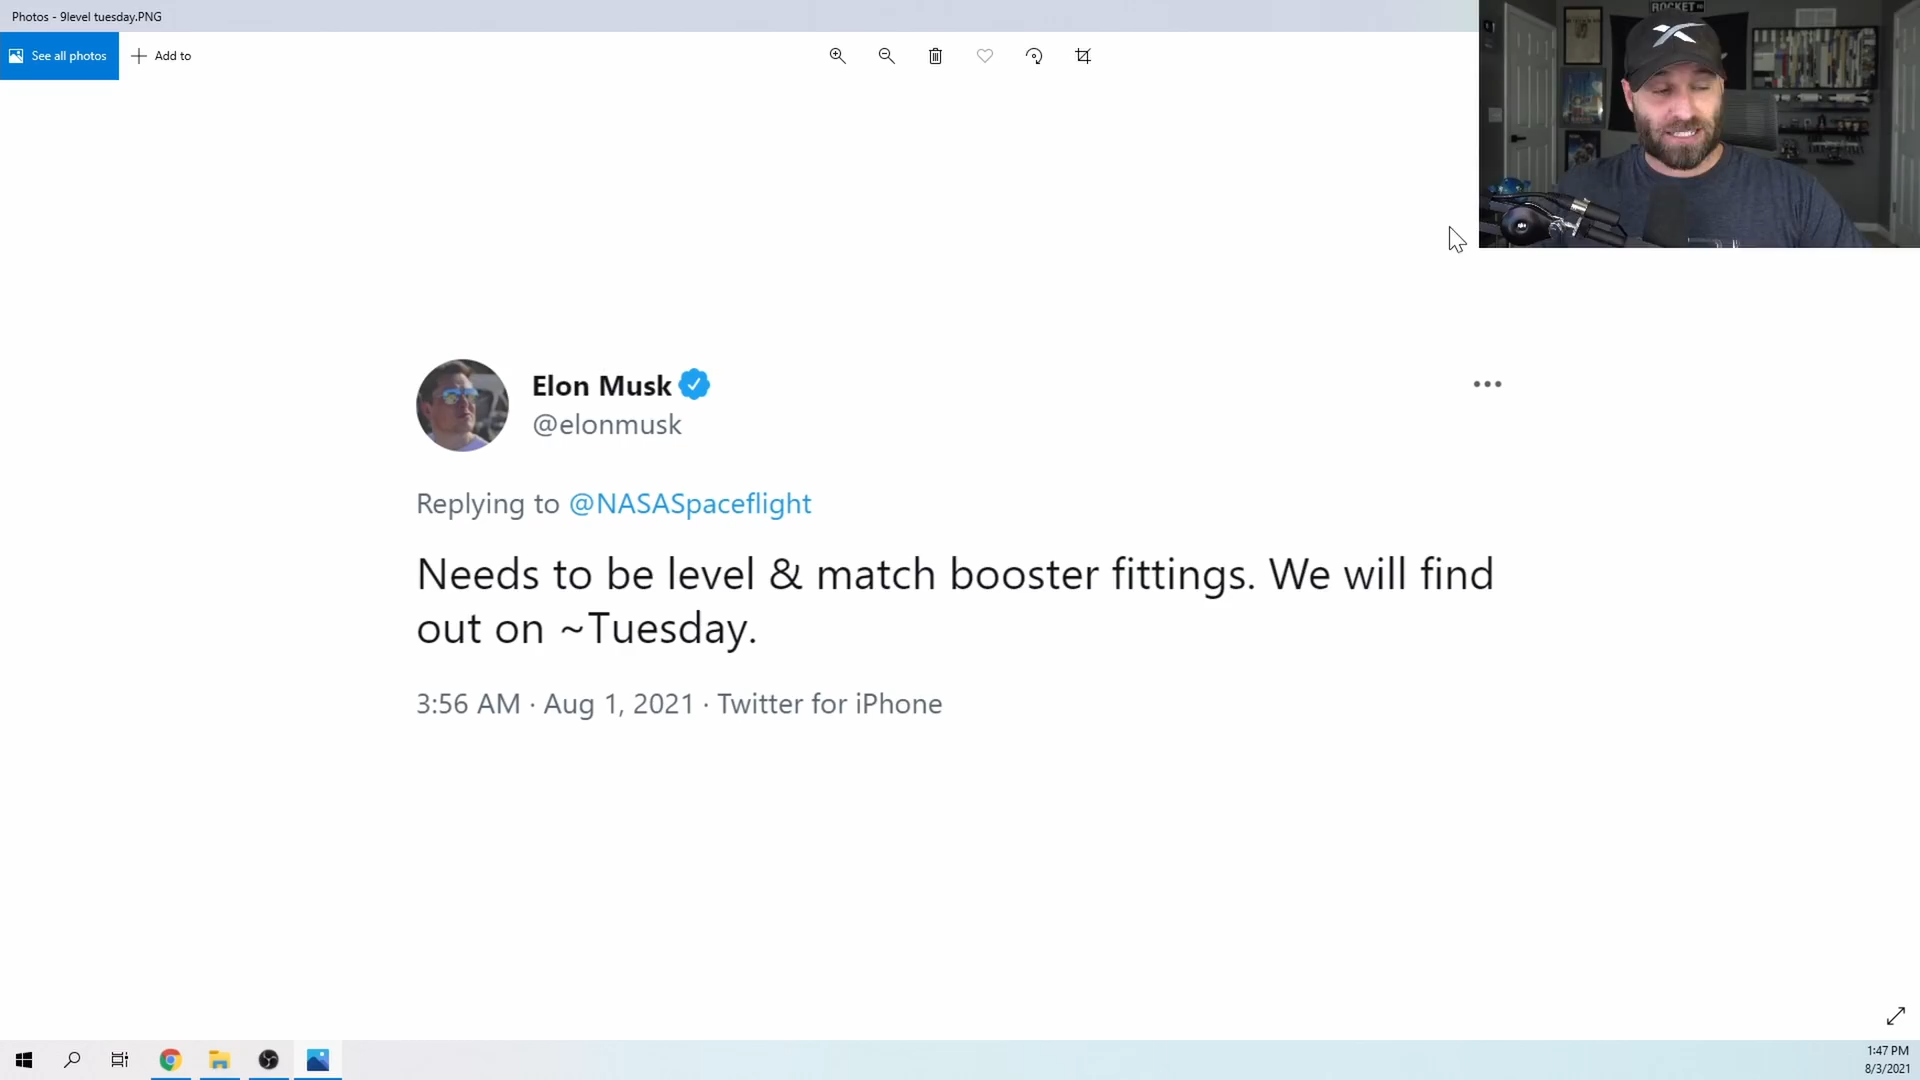 Photos - 9level tuesday.PNG
See all photos
Add to
ROCKET
Elon Musk
@elonmusk
Replying to @NASASpaceflight
Needs to be level & match booster fittings. We will find
out on ~Tuesday.
3:56 AM · Aug 1, 2021 · Twitter for iPhone
1:47 PM
8/3/2021